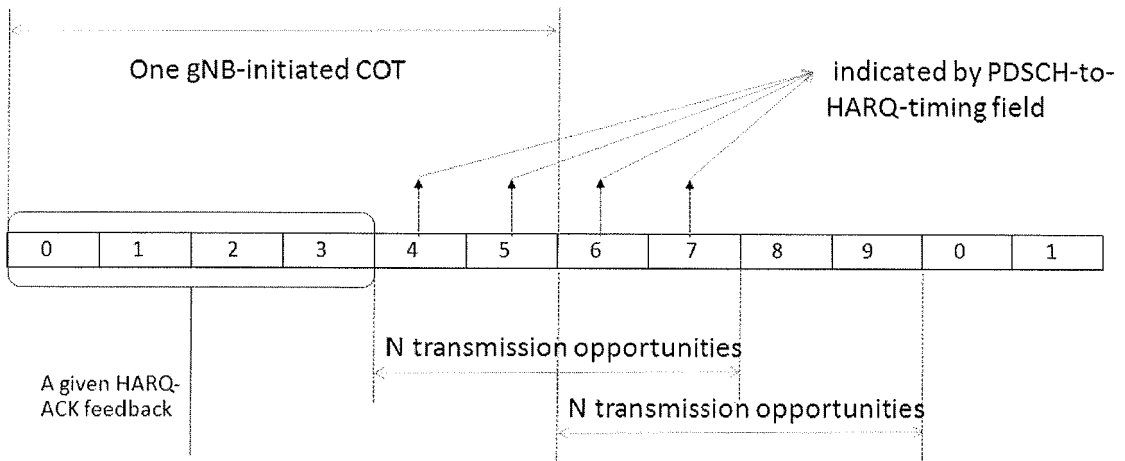 One gNB-initiated COT
indicated by PDSCH-to-
HARQ-timing field
0 1 2 3 4 5 6 7 8 9 0 1
N transmission opportunities
A given HARQ-
ACK feedback
N transmission opportunities